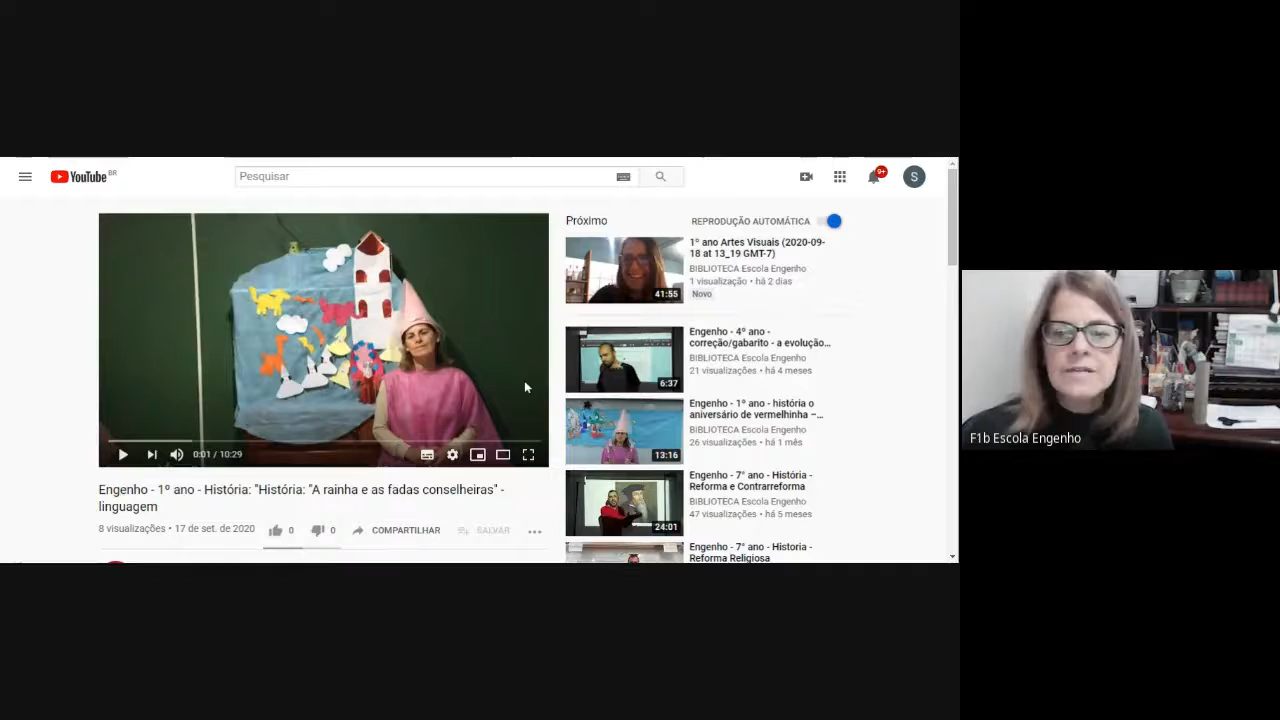 YouTube BR
Pesquisar
9+
S
Próximo
REPRODUÇÃO AUTOMÁTICA
1º ano Artes Visuais (2020-09-
18 at 13_19 GMT-7)
BIBLIOTECA Escola Engenho
1 visualização • há 2 dias
Novo
41:55
Engenho - 4º ano -
correção/gabarito - a evolução...
BIBLIOTECA Escola Engenho
21 visualizações • há 4 meses
6:37
Engenho - 1º ano - história o
aniversário de vermelhinha –...
BIBLIOTECA Escola Engenho
26 visualizações • há 1 mês
13:16
Engenho - 7° ano - História -
Reforma e Contrarreforma
BIBLIOTECA Escola Engenho
47 visualizações • há 5 meses
24:01
Engenho - 7° ano - Historia -
Reforma Religiosa
0:01 / 10:29
Engenho - 1º ano - História: "História: "A rainha e as fadas conselheiras" -
linguagem
8 visualizações • 17 de set. de 2020
0
0
COMPARTILHAR
SALVAR
F1b Escola Engenho